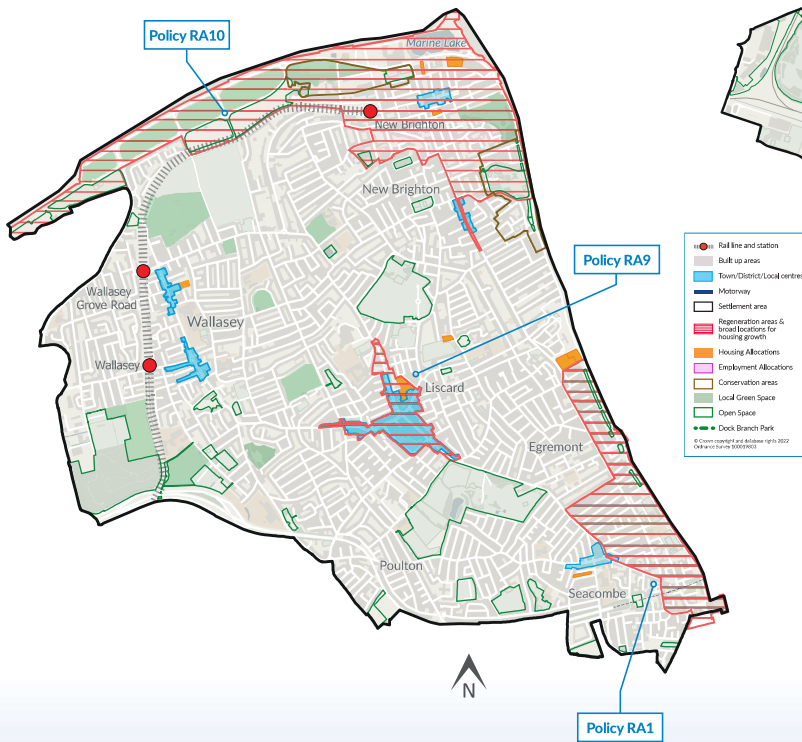 Policy RA10
Marine Lake
New Brighton
New Brighton
Policy RA9
Wallasey
Grove Road
Wallasey
Wallasey
Liscard
Egremont
Poulton
Seacombe
N
Policy RA1
Rail line and station
Built up areas
Town/District/Local centres
Motorway
Settlement area
Regeneration areas &
broad locations for
housing growth
Housing Allocations
Employment Allocations
Conservation areas
Local Green Space
Open Space
Dock Branch Park
© Crown copyright and database rights 2022
Ordnance Survey